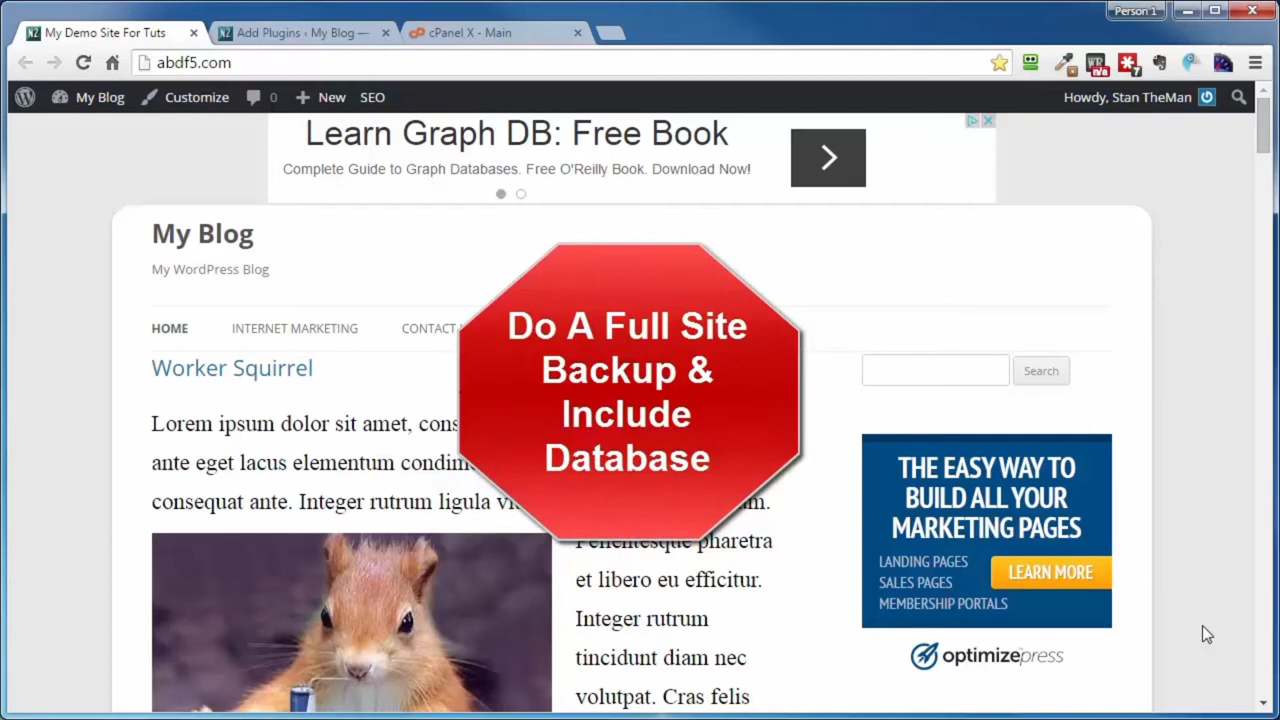 Person 1
My Demo Site For Tuts
Add Plugins ‹ My Blog —
cPanel X - Main
abdf5.com
My Blog
Customize
0
New
SEO
Howdy, Stan TheMan
Learn Graph DB: Free Book
Complete Guide to Graph Databases. Free O'Reilly Book. Download Now!
My Blog
My WordPress Blog
HOME
INTERNET MARKETING
CONTACT
Worker Squirrel
Search
Lorem ipsum dolor sit amet, cons
ante eget lacus elementum condim
consequat ante. Integer rutrum ligula vi
m.
Pellentesque pharetra
et libero eu efficitur.
Integer rutrum
tincidunt diam nec
volutpat. Cras felis
Do A Full Site
Backup &
Include
Database
THE EASY WAY TO
BUILD ALL YOUR
MARKETING PAGES
LANDING PAGES
SALES PAGES
MEMBERSHIP PORTALS
LEARN MORE
optimizepress